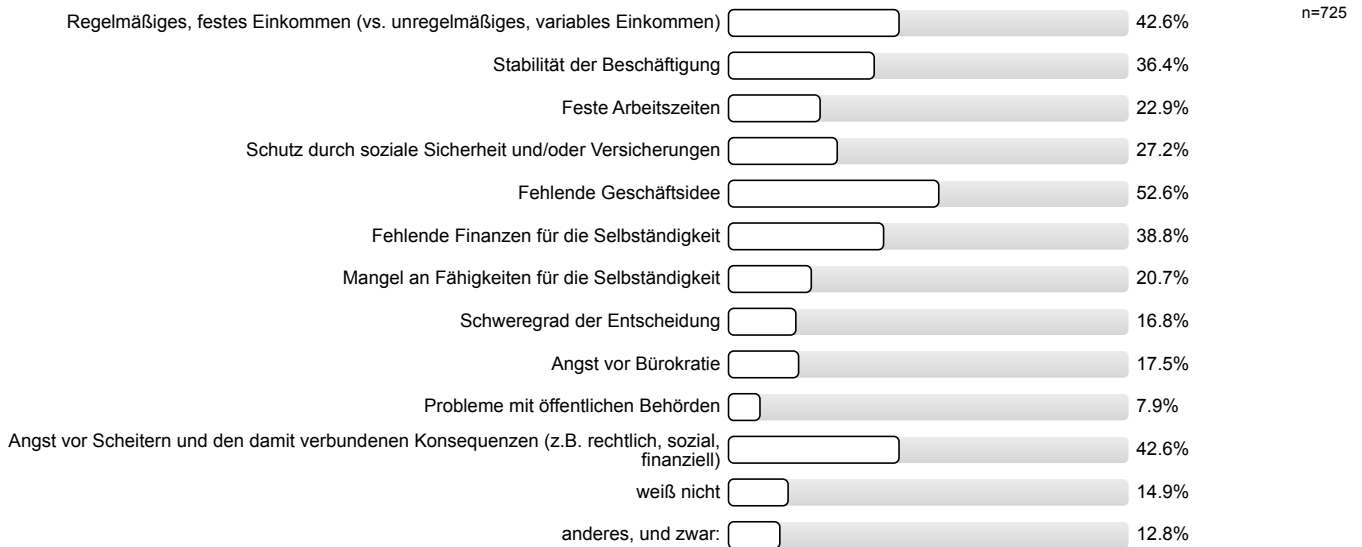 n=725
Regelmäßiges, festes Einkommen (vs. unregelmäßiges, variables Einkommen) 42.6%
Stabilität der Beschäftigung 36.4%
Feste Arbeitszeiten 22.9%
Schutz durch soziale Sicherheit und/oder Versicherungen 27.2%
Fehlende Geschäftsidee 52.6%
Fehlende Finanzen für die Selbständigkeit 38.8%
Mangel an Fähigkeiten für die Selbständigkeit 20.7%
Schweregrad der Entscheidung 16.8%
Angst vor Bürokratie 17.5%
Probleme mit öffentlichen Behörden 7.9%
Angst vor Scheitern und den damit verbundenen Konsequenzen (z.B. rechtlich, sozial,
finanziell) 42.6%
weiß nicht 14.9%
anderes, und zwar: 12.8%